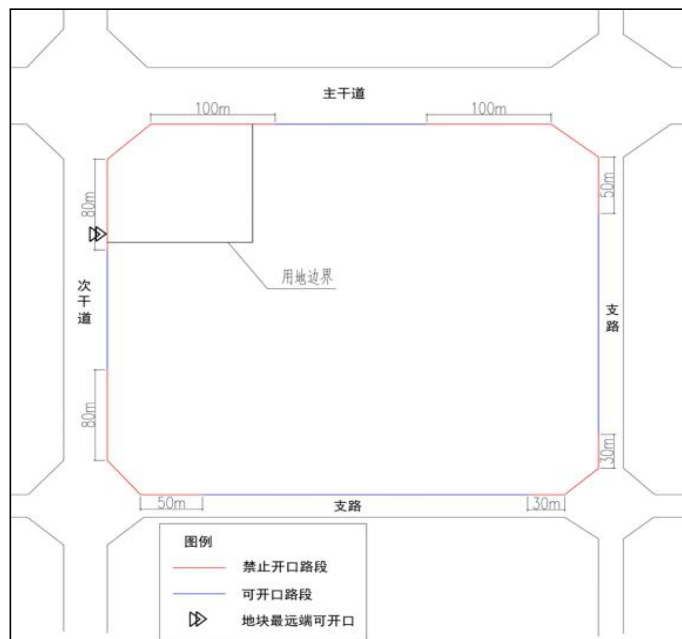 主干道
100m
100m
80m
50m
用地边界
次干道
支路
80m
30m
50m
支路
30m
图例
禁止开口路段
可开口路段
地块最远端可开口